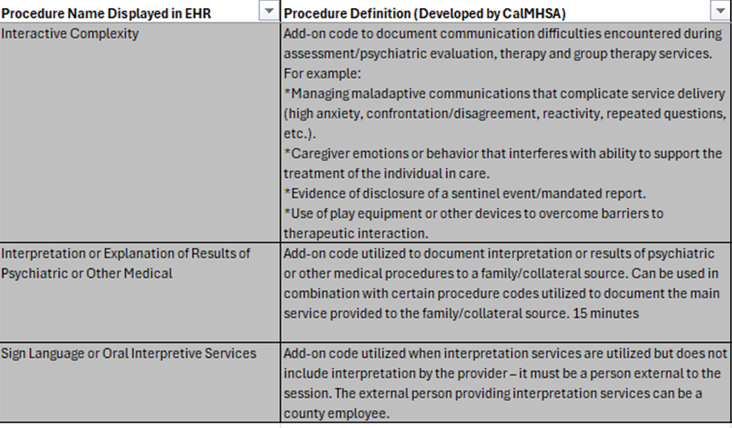 Procedure Name Displayed in EHR
Procedure Definition (Developed by CalMHSA)
Interactive Complexity
Add-on code to document communication difficulties encountered during
assessment/psychiatric evaluation, therapy and group therapy services.
For example:
*Managing maladaptive communications that complicate service delivery
(high anxiety, confrontation/disagreement, reactivity, repeated questions,
etc.).
*Caregiver emotions or behavior that interferes with ability to support the
treatment of the individual in care.
*Evidence of disclosure of a sentinel event/mandated report.
*Use of play equipment or other devices to overcome barriers to
therapeutic interaction.
Interpretation or Explanation of Results of
Psychiatric or Other Medical
Add-on code utilized to document interpretation or results of psychiatric
or other medical procedures to a family/collateral source. Can be used in
combination with certain procedure codes utilized to document the main
service provided to the family/collateral source. 15 minutes
Sign Language or Oral Interpretive Services
Add-on code utilized when interpretation services are utilized but does not
include interpretation by the provider – it must be a person external to the
session. The external person providing interpretation services can be a
county employee.